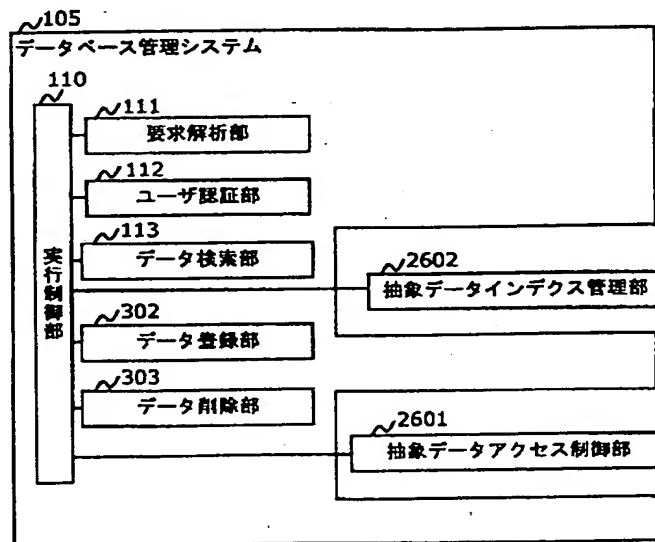 105
データベース管理システム
110
実行制御部
111
要求解析部
112
ユーザ認証部
113
データ検索部
2602
抽象データインデクス管理部
302
データ登録部
303
データ削除部
2601
抽象データアクセス制御部